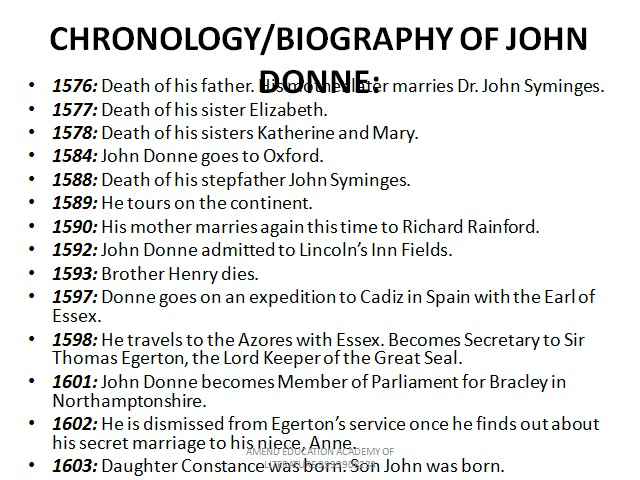 CHRONOLOGY/BIOGRAPHY OF JOHN
DONNE:
• 1576: Death of his father. His mother later marries Dr. John Syminges.
• 1577: Death of his sister Elizabeth.
• 1578: Death of his sisters Katherine and Mary.
• 1584: John Donne goes to Oxford.
• 1588: Death of his stepfather John Syminges.
• 1589: He tours on the continent.
• 1590: His mother marries again this time to Richard Rainford.
• 1592: John Donne admitted to Lincoln's Inn Fields.
• 1593: Brother Henry dies.
• 1597: Donne goes on an expedition to Cadiz in Spain with the Earl of
Essex.
• 1598: He travels to the Azores with Essex. Becomes Secretary to Sir
Thomas Egerton, the Lord Keeper of the Great Seal.
• 1601: John Donne becomes Member of Parliament for Bracley in
Northamptonshire.
• 1602: He is dismissed from Egerton's service once he finds out about
his secret marriage to his niece, Anne.
AMEND EDUCATION ACADEMY OF
• 1603: Daughter Constance was born. Son John was born.